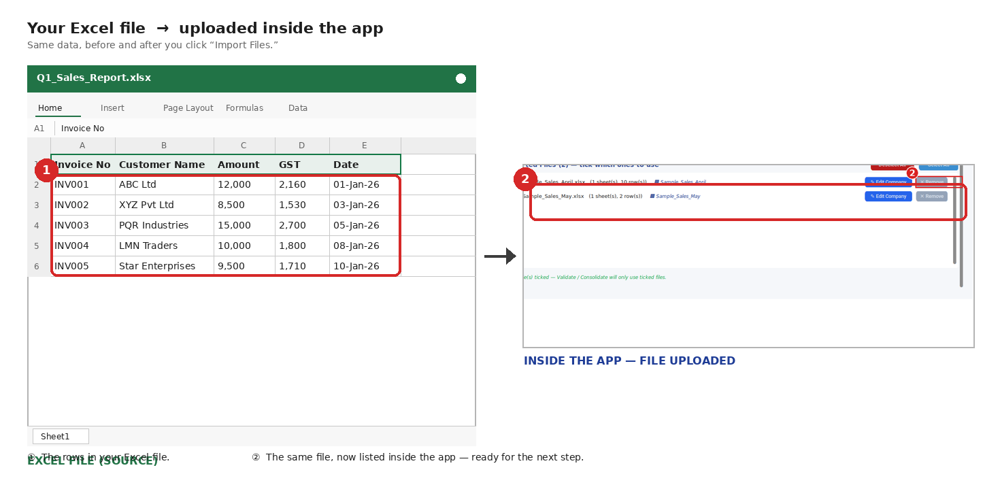 Your Excel file → uploaded inside the app
Same data, before and after you click “Import Files.”
Q1_Sales_Report.xlsx
Home Insert Page Layout Formulas Data
A1 Invoice No
A B C D E
1 Invoice No Customer Name Amount GST Date
2 INV001 ABC Ltd 12,000 2,160 01-Jan-26
3 INV002 XYZ Pvt Ltd 8,500 1,530 03-Jan-26
4 INV003 PQR Industries 15,000 2,700 05-Jan-26
5 INV004 LMN Traders 10,000 1,800 08-Jan-26
6 INV005 Star Enterprises 9,500 1,710 10-Jan-26
Sheet1
EXCEL FILE (SOURCE)
1
2
Files (2) — tick which ones to use
Deselect All Select All
2
Sales_April.xlsx (1 sheet(s), 10 row(s)) Sample_Sales_April ✎ Edit Company ✕ Remove
Sample_Sales_May.xlsx (1 sheet(s), 2 row(s)) Sample_Sales_May ✎ Edit Company ✕ Remove
ticked — Validate / Consolidate will only use ticked files.
INSIDE THE APP — FILE UPLOADED
① The rows in your Excel file.
② The same file, now listed inside the app — ready for the next step.